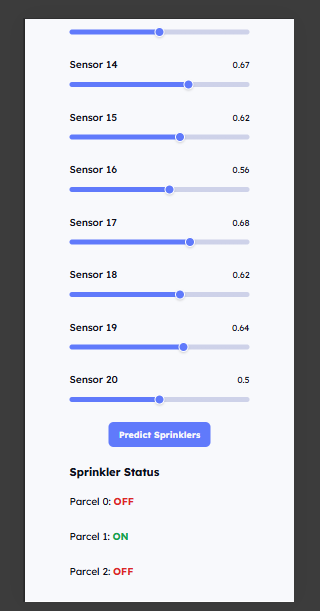 Sensor 14 0.67
Sensor 15 0.62
Sensor 16 0.56
Sensor 17 0.68
Sensor 18 0.62
Sensor 19 0.64
Sensor 20 0.5
Predict Sprinklers
Sprinkler Status
Parcel 0: OFF
Parcel 1: ON
Parcel 2: OFF